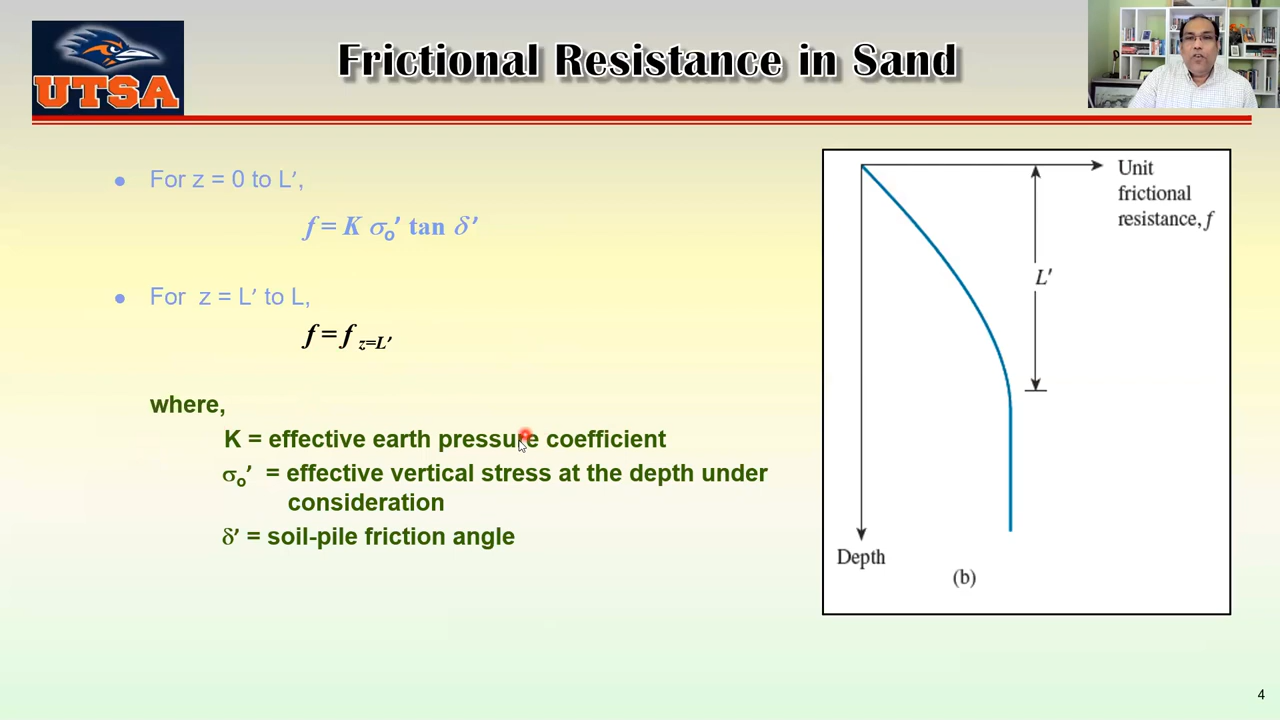 UTSA
Frictional Resistance in Sand
• For z = 0 to L′,
f = K σo′ tan δ′
• For z = L′ to L,
f = f z=L′
where,
K = effective earth pressure coefficient
σo′ = effective vertical stress at the depth under
consideration
δ′ = soil-pile friction angle
Unit
frictional
resistance, f
L′
Depth
(b)
4